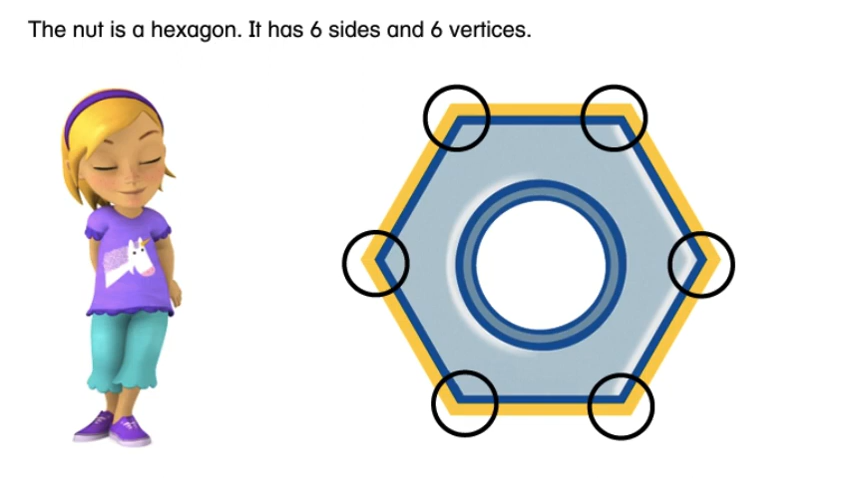 The nut is a hexagon. It has 6 sides and 6 vertices.